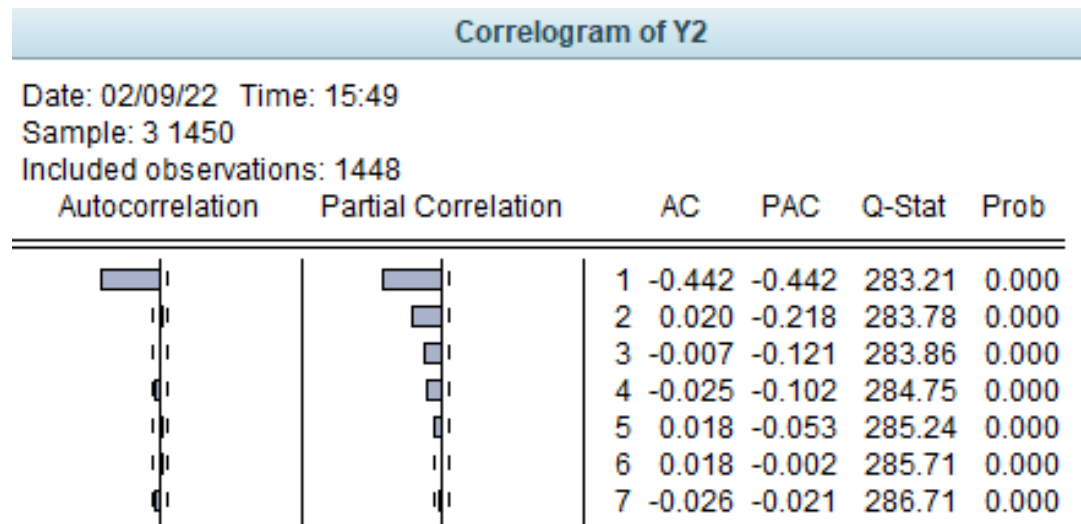 Correlogram of Y2
Date: 02/09/22 Time: 15:49
Sample: 3 1450
Included observations: 1448
Autocorrelation Partial Correlation AC PAC Q-Stat Prob
1 -0.442 -0.442 283.21 0.000
2 0.020 -0.218 283.78 0.000
3 -0.007 -0.121 283.86 0.000
4 -0.025 -0.102 284.75 0.000
5 0.018 -0.053 285.24 0.000
6 0.018 -0.002 285.71 0.000
7 -0.026 -0.021 286.71 0.000